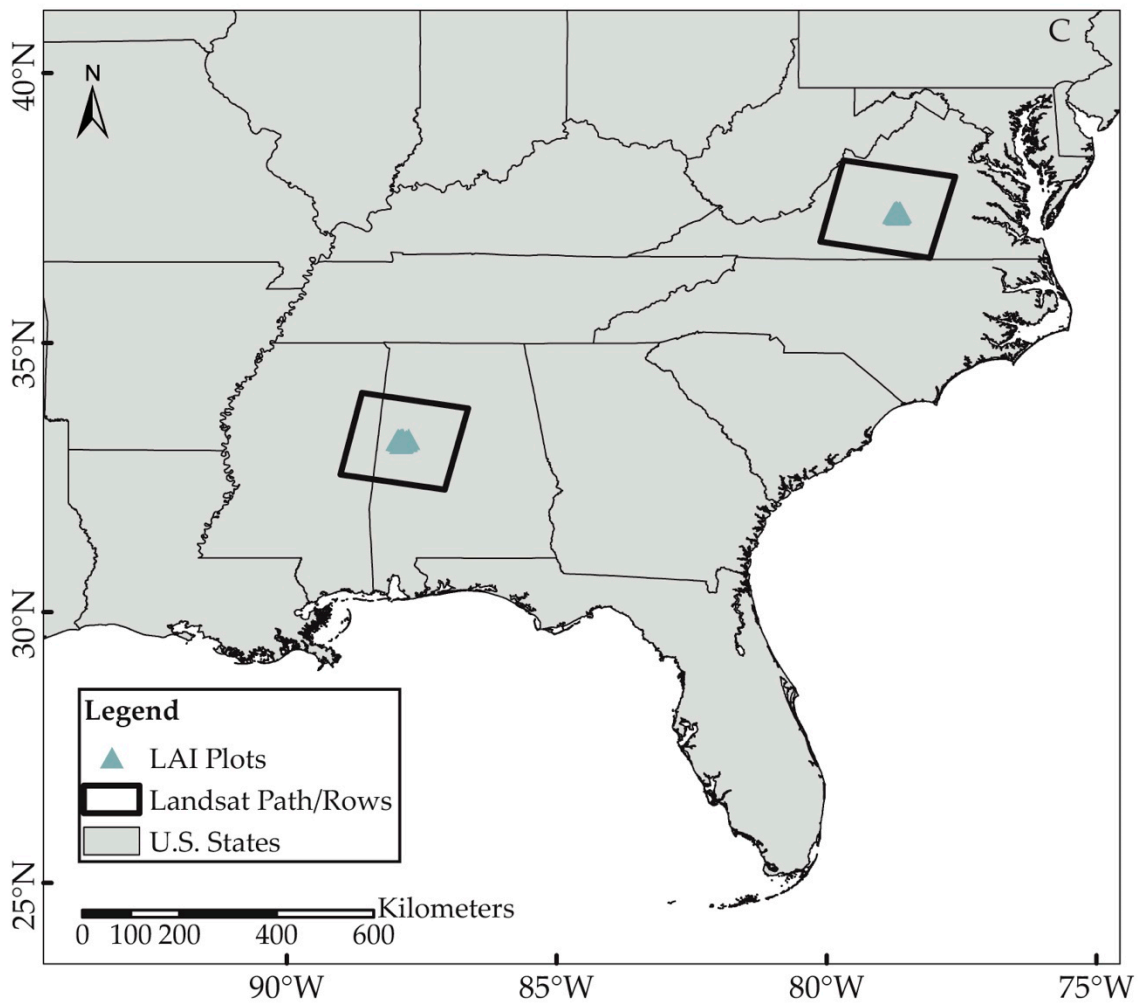 C
40°N
N
35°N
30°N
25°N
Legend
LAI Plots
Landsat Path/Rows
U.S. States
Kilometers
0 100 200 400 600
90°W 85°W 80°W 75°W